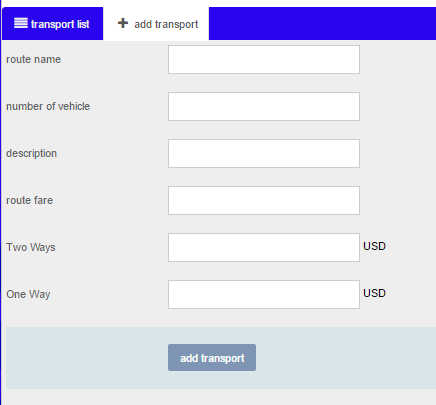 transport list
add transport
route name
number of vehicle
description
route fare
Two Ways USD
One Way USD
add transport